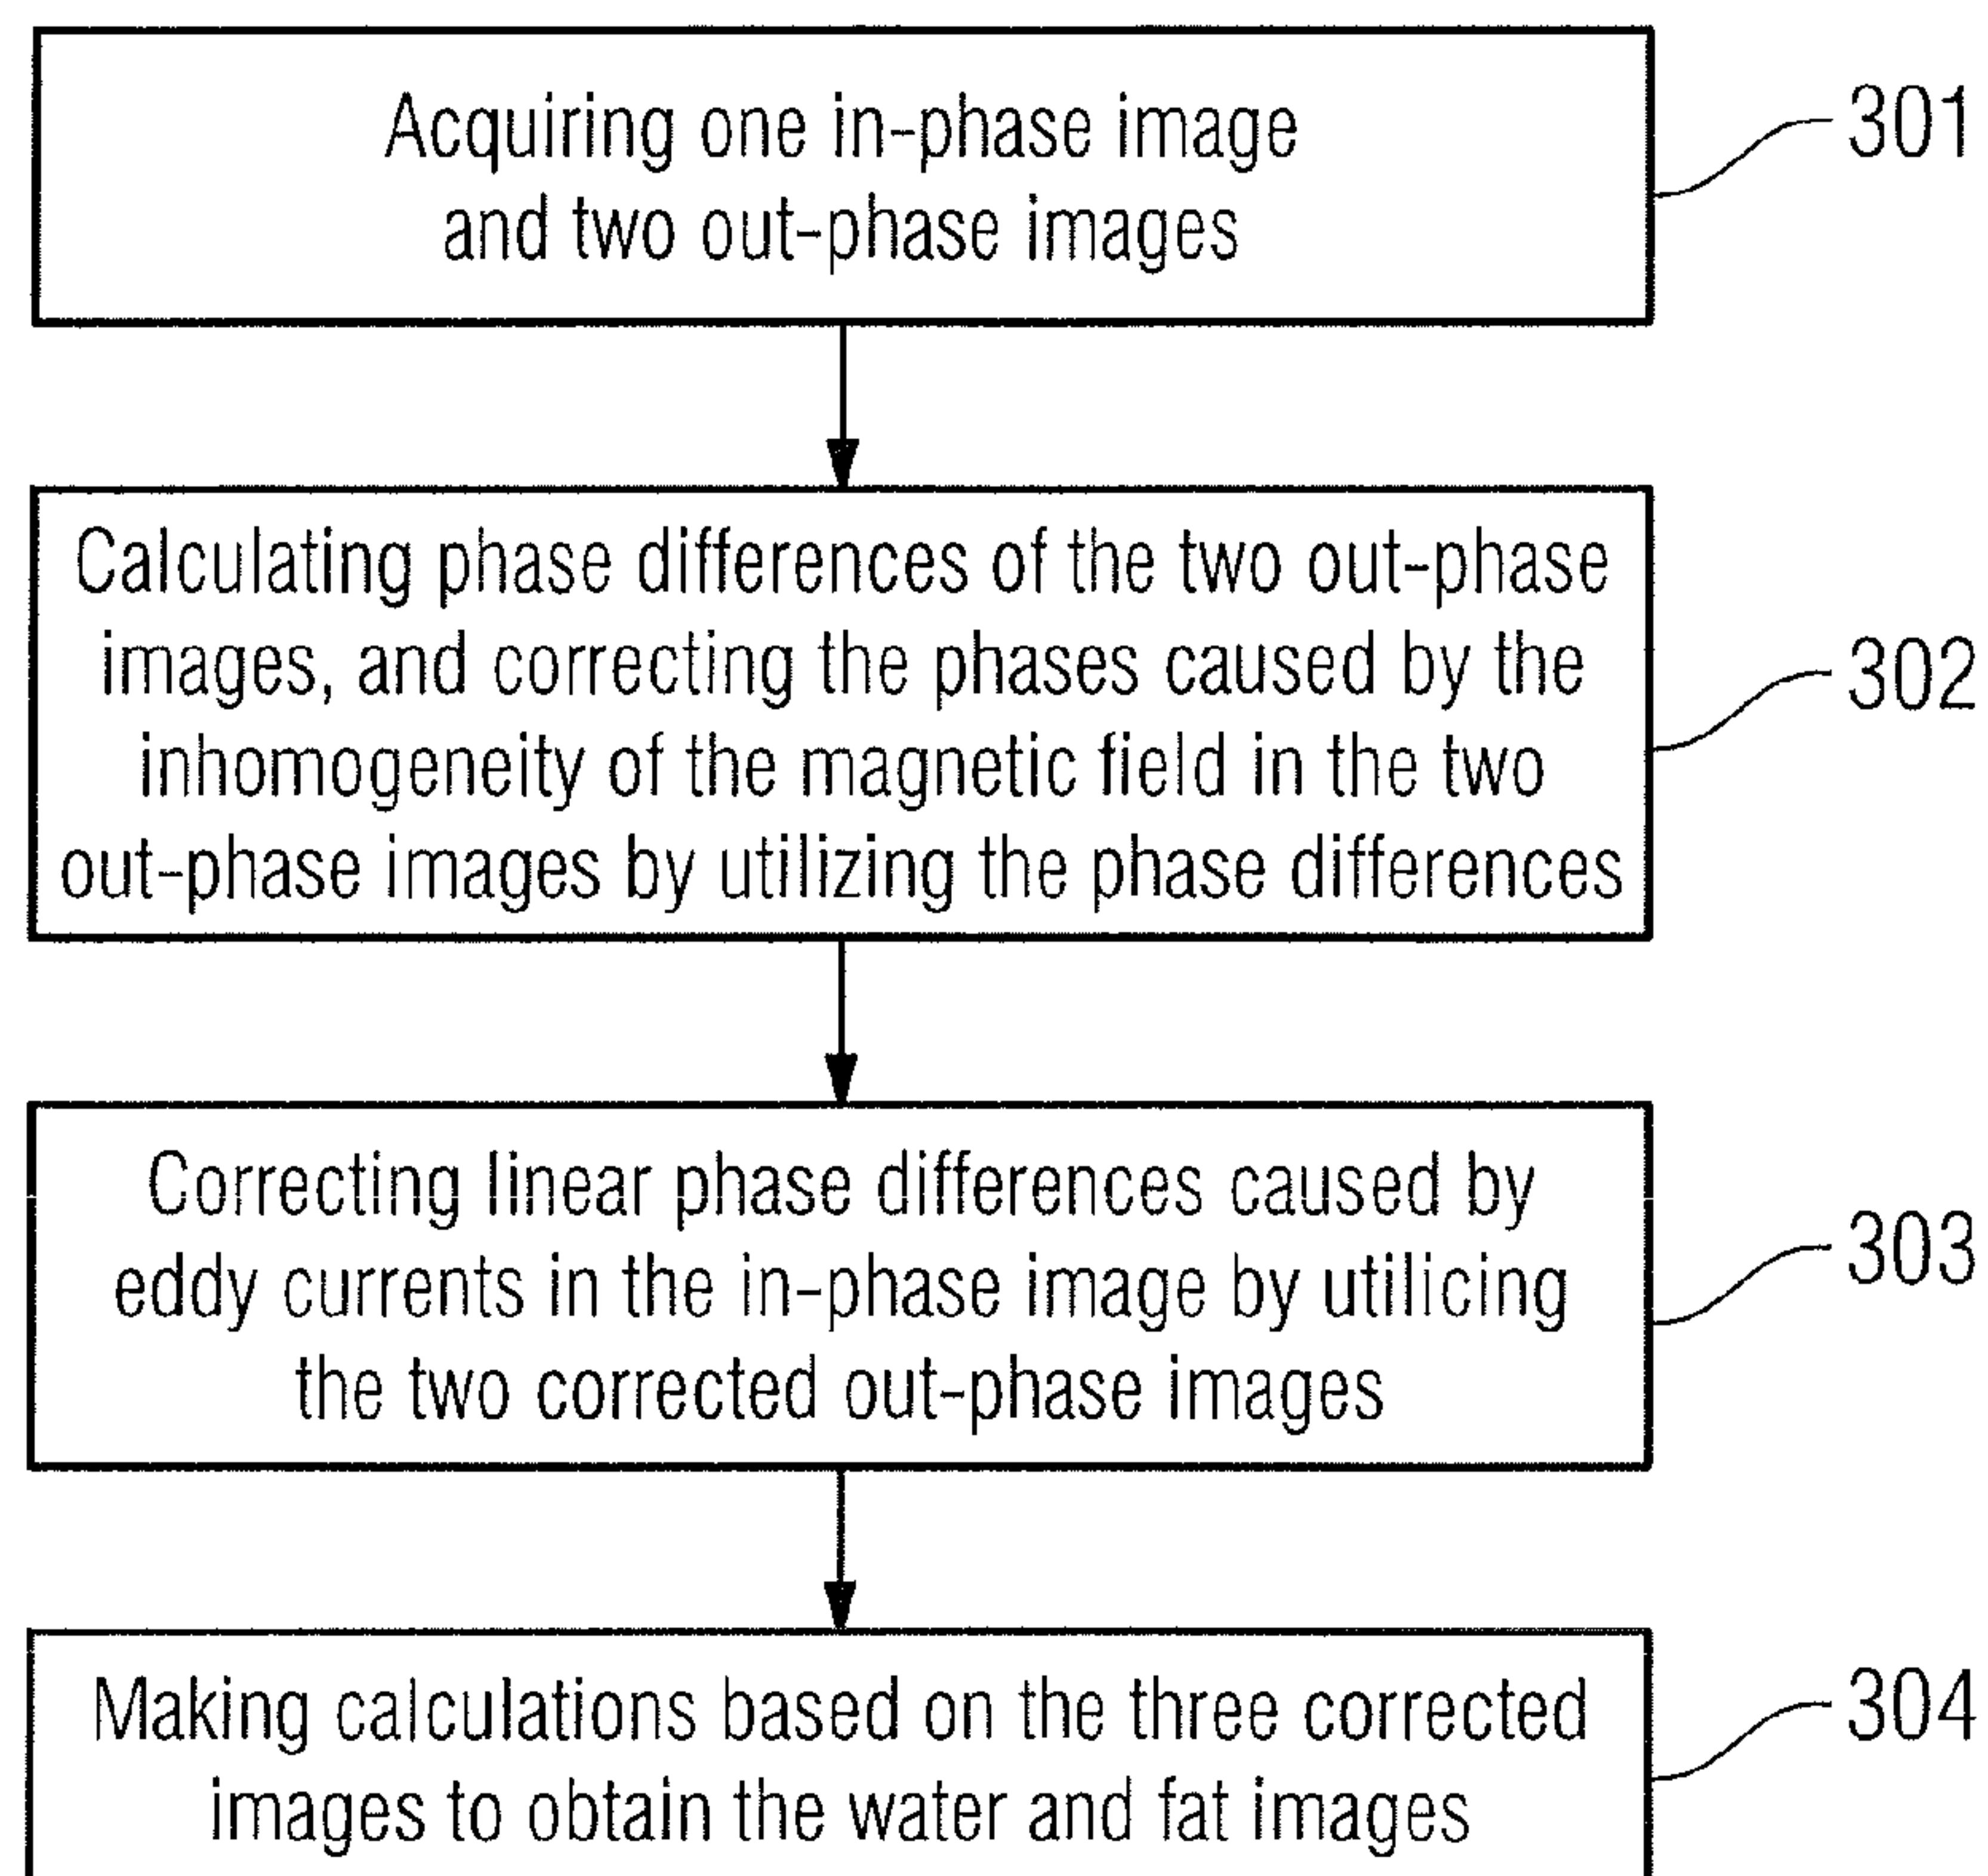 Acquiring one in-phase image
and two out-phase images
301
Calculating phase differences of the two out-phase
images, and correcting the phases caused by the
inhomogeneity of the magnetic field in the two
out-phase images by utilizing the phase differences
302
Correcting linear phase differences caused by
eddy currents in the in-phase image by utilicing
the two corrected out-phase images
303
Making calculations based on the three corrected
images to obtain the water and fat images
304